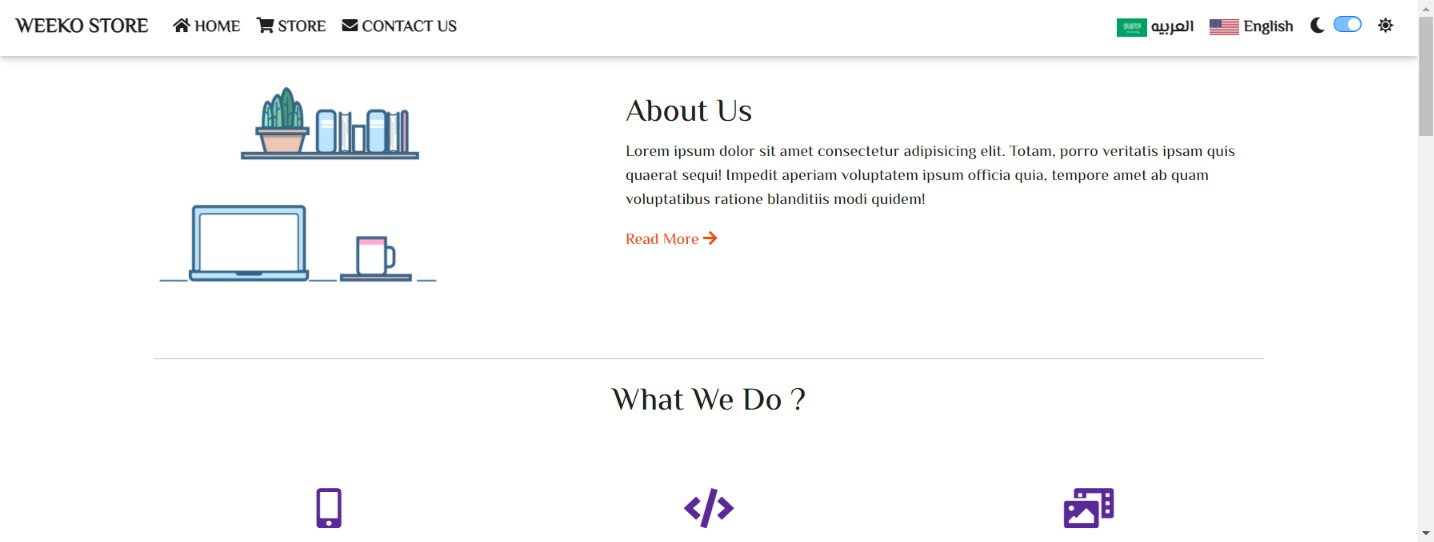 WEEKO STORE HOME STORE CONTACT US العربيه English
About Us
Lorem ipsum dolor sit amet consectetur adipisicing elit. Totam, porro veritatis ipsam quis
quaerat sequi! Impedit aperiam voluptatem ipsum officia quia, tempore amet ab quam
voluptatibus ratione blanditiis modi quidem!
Read More
What We Do ?